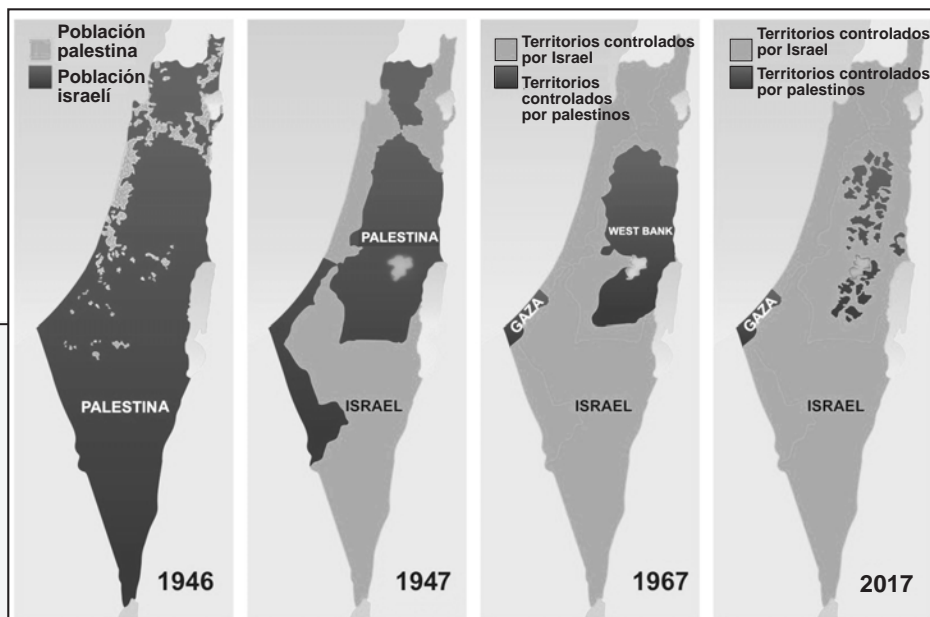 Población
palestina
Población
israelí
PALESTINA
1946
PALESTINA
ISRAEL
1947
Territorios controlados
por Israel
Territorios
controlados
por palestinos
WEST BANK
GAZA
ISRAEL
1967
Territorios controlados
por Israel
Territorios controlados
por palestinos
GAZA
ISRAEL
2017